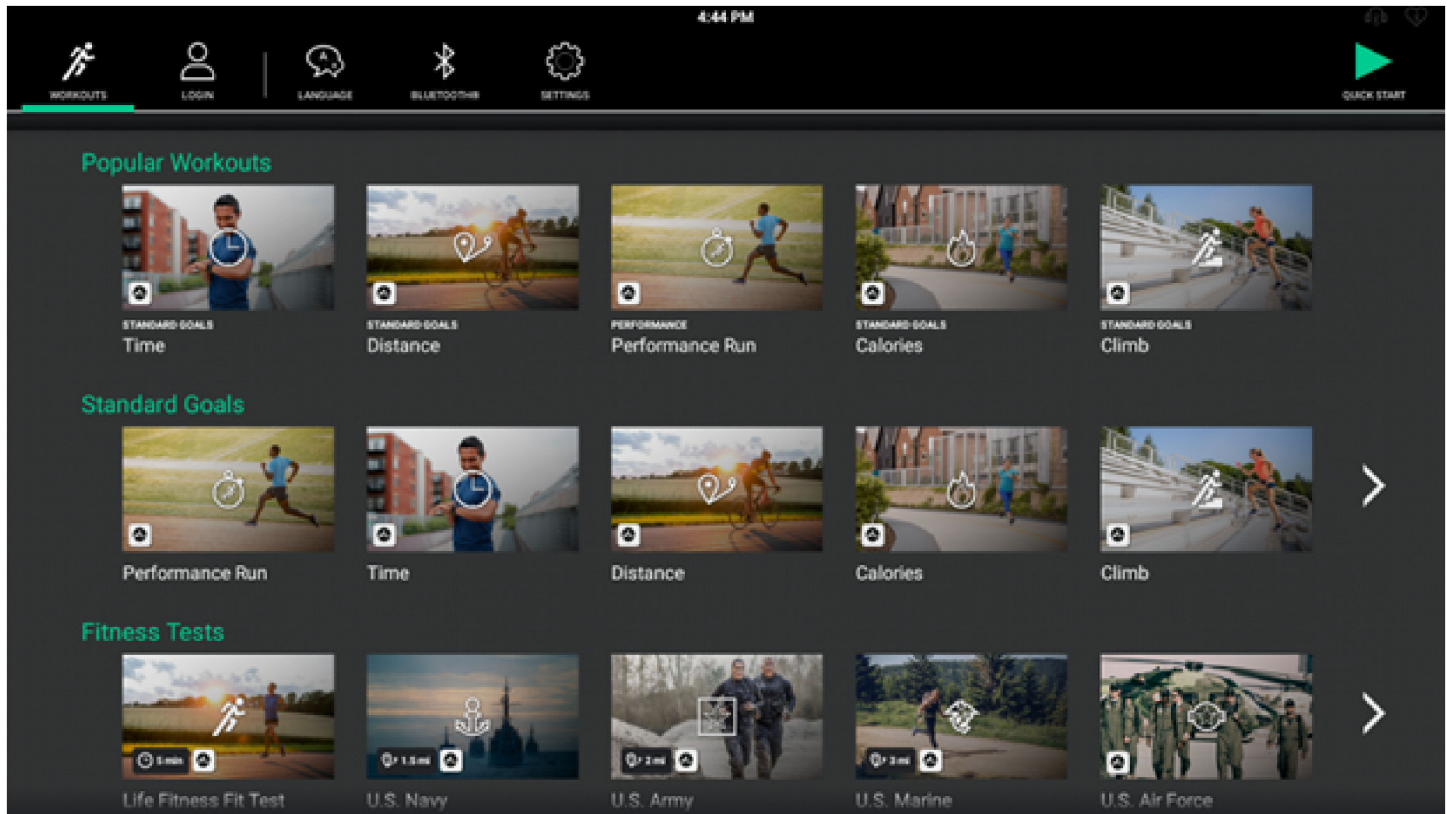 4:44 PM
WORKOUTS
LOGIN
LANGUAGE
BLUETOOTH®
SETTINGS
QUICK START
Popular Workouts
STANDARD GOALS
Time
STANDARD GOALS
Distance
PERFORMANCE
Performance Run
STANDARD GOALS
Calories
STANDARD GOALS
Climb
Standard Goals
Performance Run
Time
Distance
Calories
Climb
Fitness Tests
5 min
1.5 mi
2 mi
3 mi
Life Fitness Fit Test
U.S. Navy
U.S. Army
U.S. Marine
U.S. Air Force